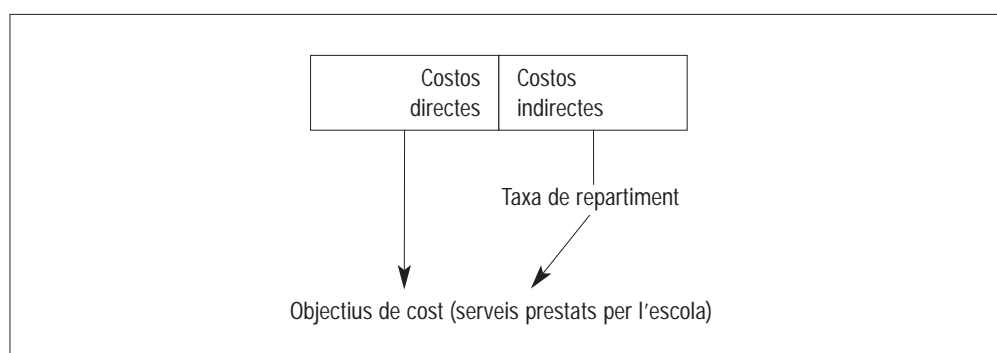 Costos
directes
Costos
indirectes
Taxa de repartiment
Objectius de cost (serveis prestats per l'escola)